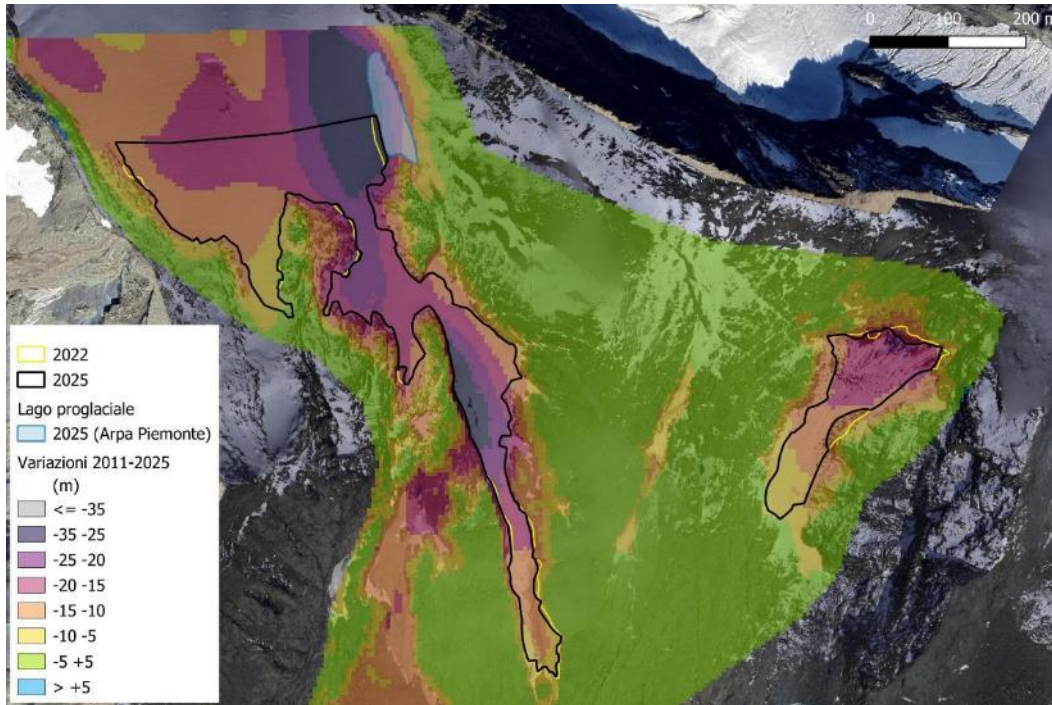 0 100 200 m
2022
2025
Lago proglaciale
2025 (Arpa Piemonte)
Variazioni 2011-2025
(m)
<= -35
-35 -25
-25 -20
-20 -15
-15 -10
-10 -5
-5 +5
> +5